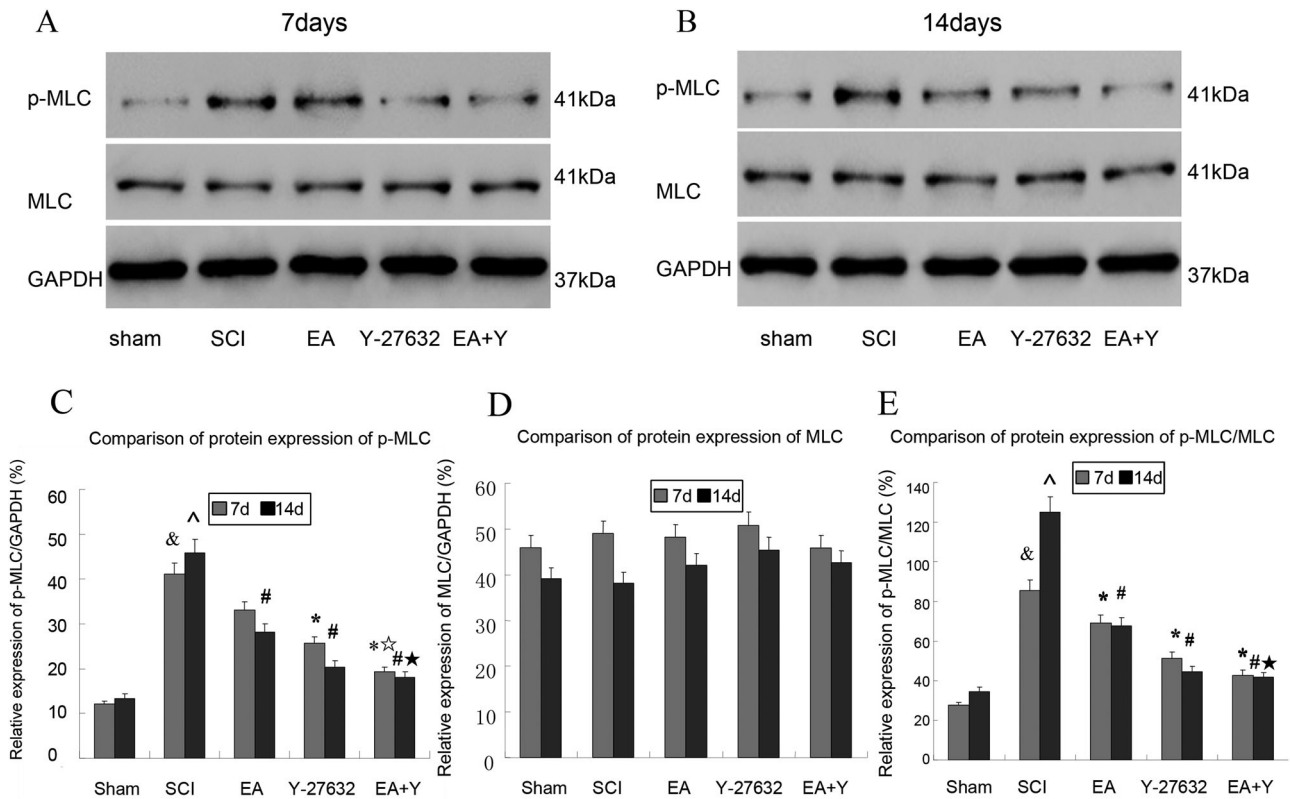 A 7days
p-MLC 41kDa
MLC 41kDa
GAPDH 37kDa
sham SCI EA Y-27632 EA+Y
B 14days
p-MLC 41kDa
MLC 41kDa
GAPDH 37kDa
sham SCI EA Y-27632 EA+Y
C
Comparison of protein expression of p-MLC
Relative expression of p-MLC/GAPDH (%)
7d 14d
60
50
40
30
20
10
0
& ^
#
* #
*☆ #★
Sham SCI EA Y-27632 EA+Y
D
Comparison of protein expression of MLC
Relative expression of MLC/GAPDH (%)
7d 14d
60
50
40
30
20
10
0
Sham SCI EA Y-27632 EA+Y
E
Comparison of protein expression of p-MLC/MLC
Relative expression of p-MLC/MLC (%)
7d 14d
140
120
100
80
60
40
20
0
& ^
* #
* #
* #★
Sham SCI EA Y-27632 EA+Y